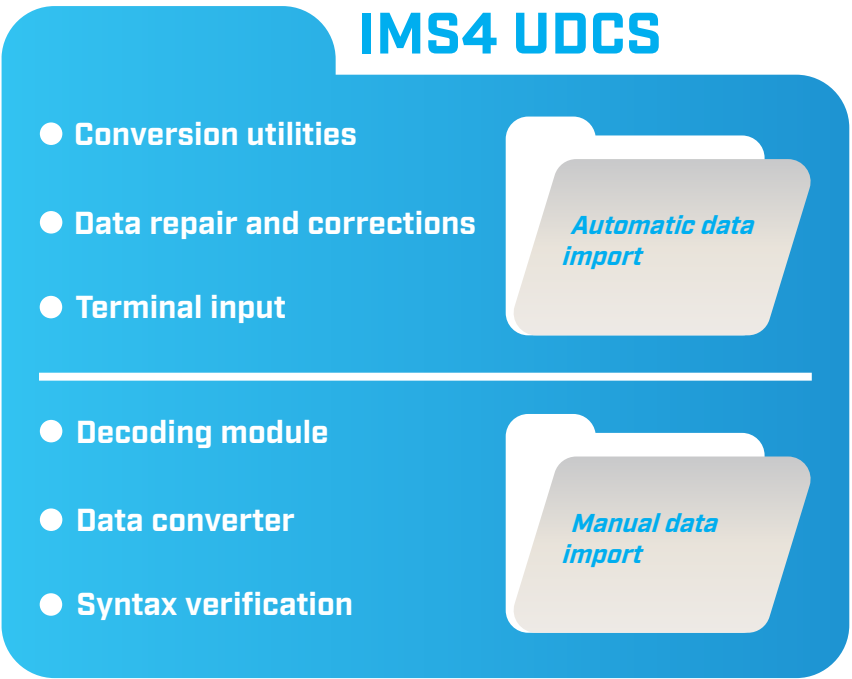 IMS4 UDCS
Conversion utilities
Data repair and corrections
Terminal input
Automatic data
import
Decoding module
Data converter
Syntax verification
Manual data
import